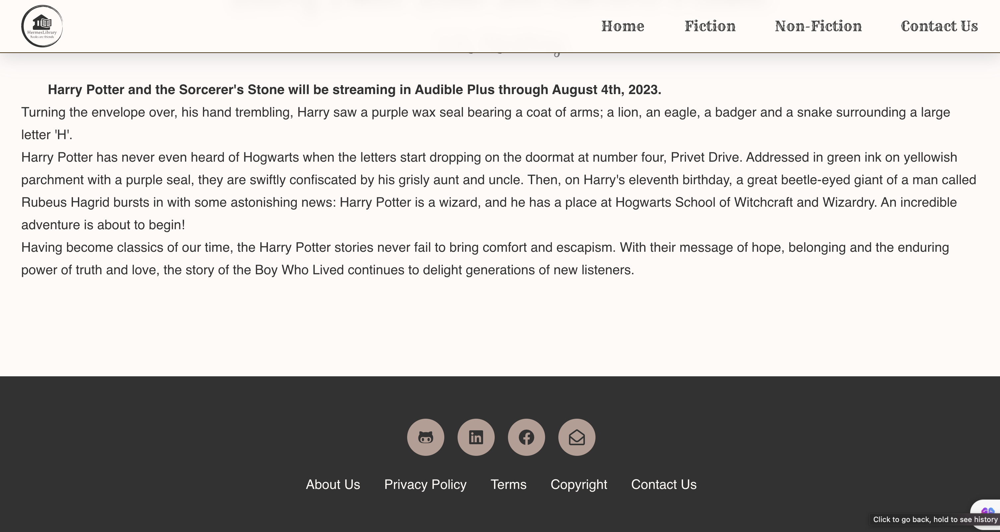 HermesLibrary
Books are friends
Home
Fiction
Non-Fiction
Contact Us
Harry Potter and the Sorcerer's Stone will be streaming in Audible Plus through August 4th, 2023.
Turning the envelope over, his hand trembling, Harry saw a purple wax seal bearing a coat of arms; a lion, an eagle, a badger and a snake surrounding a large
letter 'H'.
Harry Potter has never even heard of Hogwarts when the letters start dropping on the doormat at number four, Privet Drive. Addressed in green ink on yellowish
parchment with a purple seal, they are swiftly confiscated by his grisly aunt and uncle. Then, on Harry's eleventh birthday, a great beetle-eyed giant of a man called
Rubeus Hagrid bursts in with some astonishing news: Harry Potter is a wizard, and he has a place at Hogwarts School of Witchcraft and Wizardry. An incredible
adventure is about to begin!
Having become classics of our time, the Harry Potter stories never fail to bring comfort and escapism. With their message of hope, belonging and the enduring
power of truth and love, the story of the Boy Who Lived continues to delight generations of new listeners.
About Us
Privacy Policy
Terms
Copyright
Contact Us
Click to go back, hold to see history